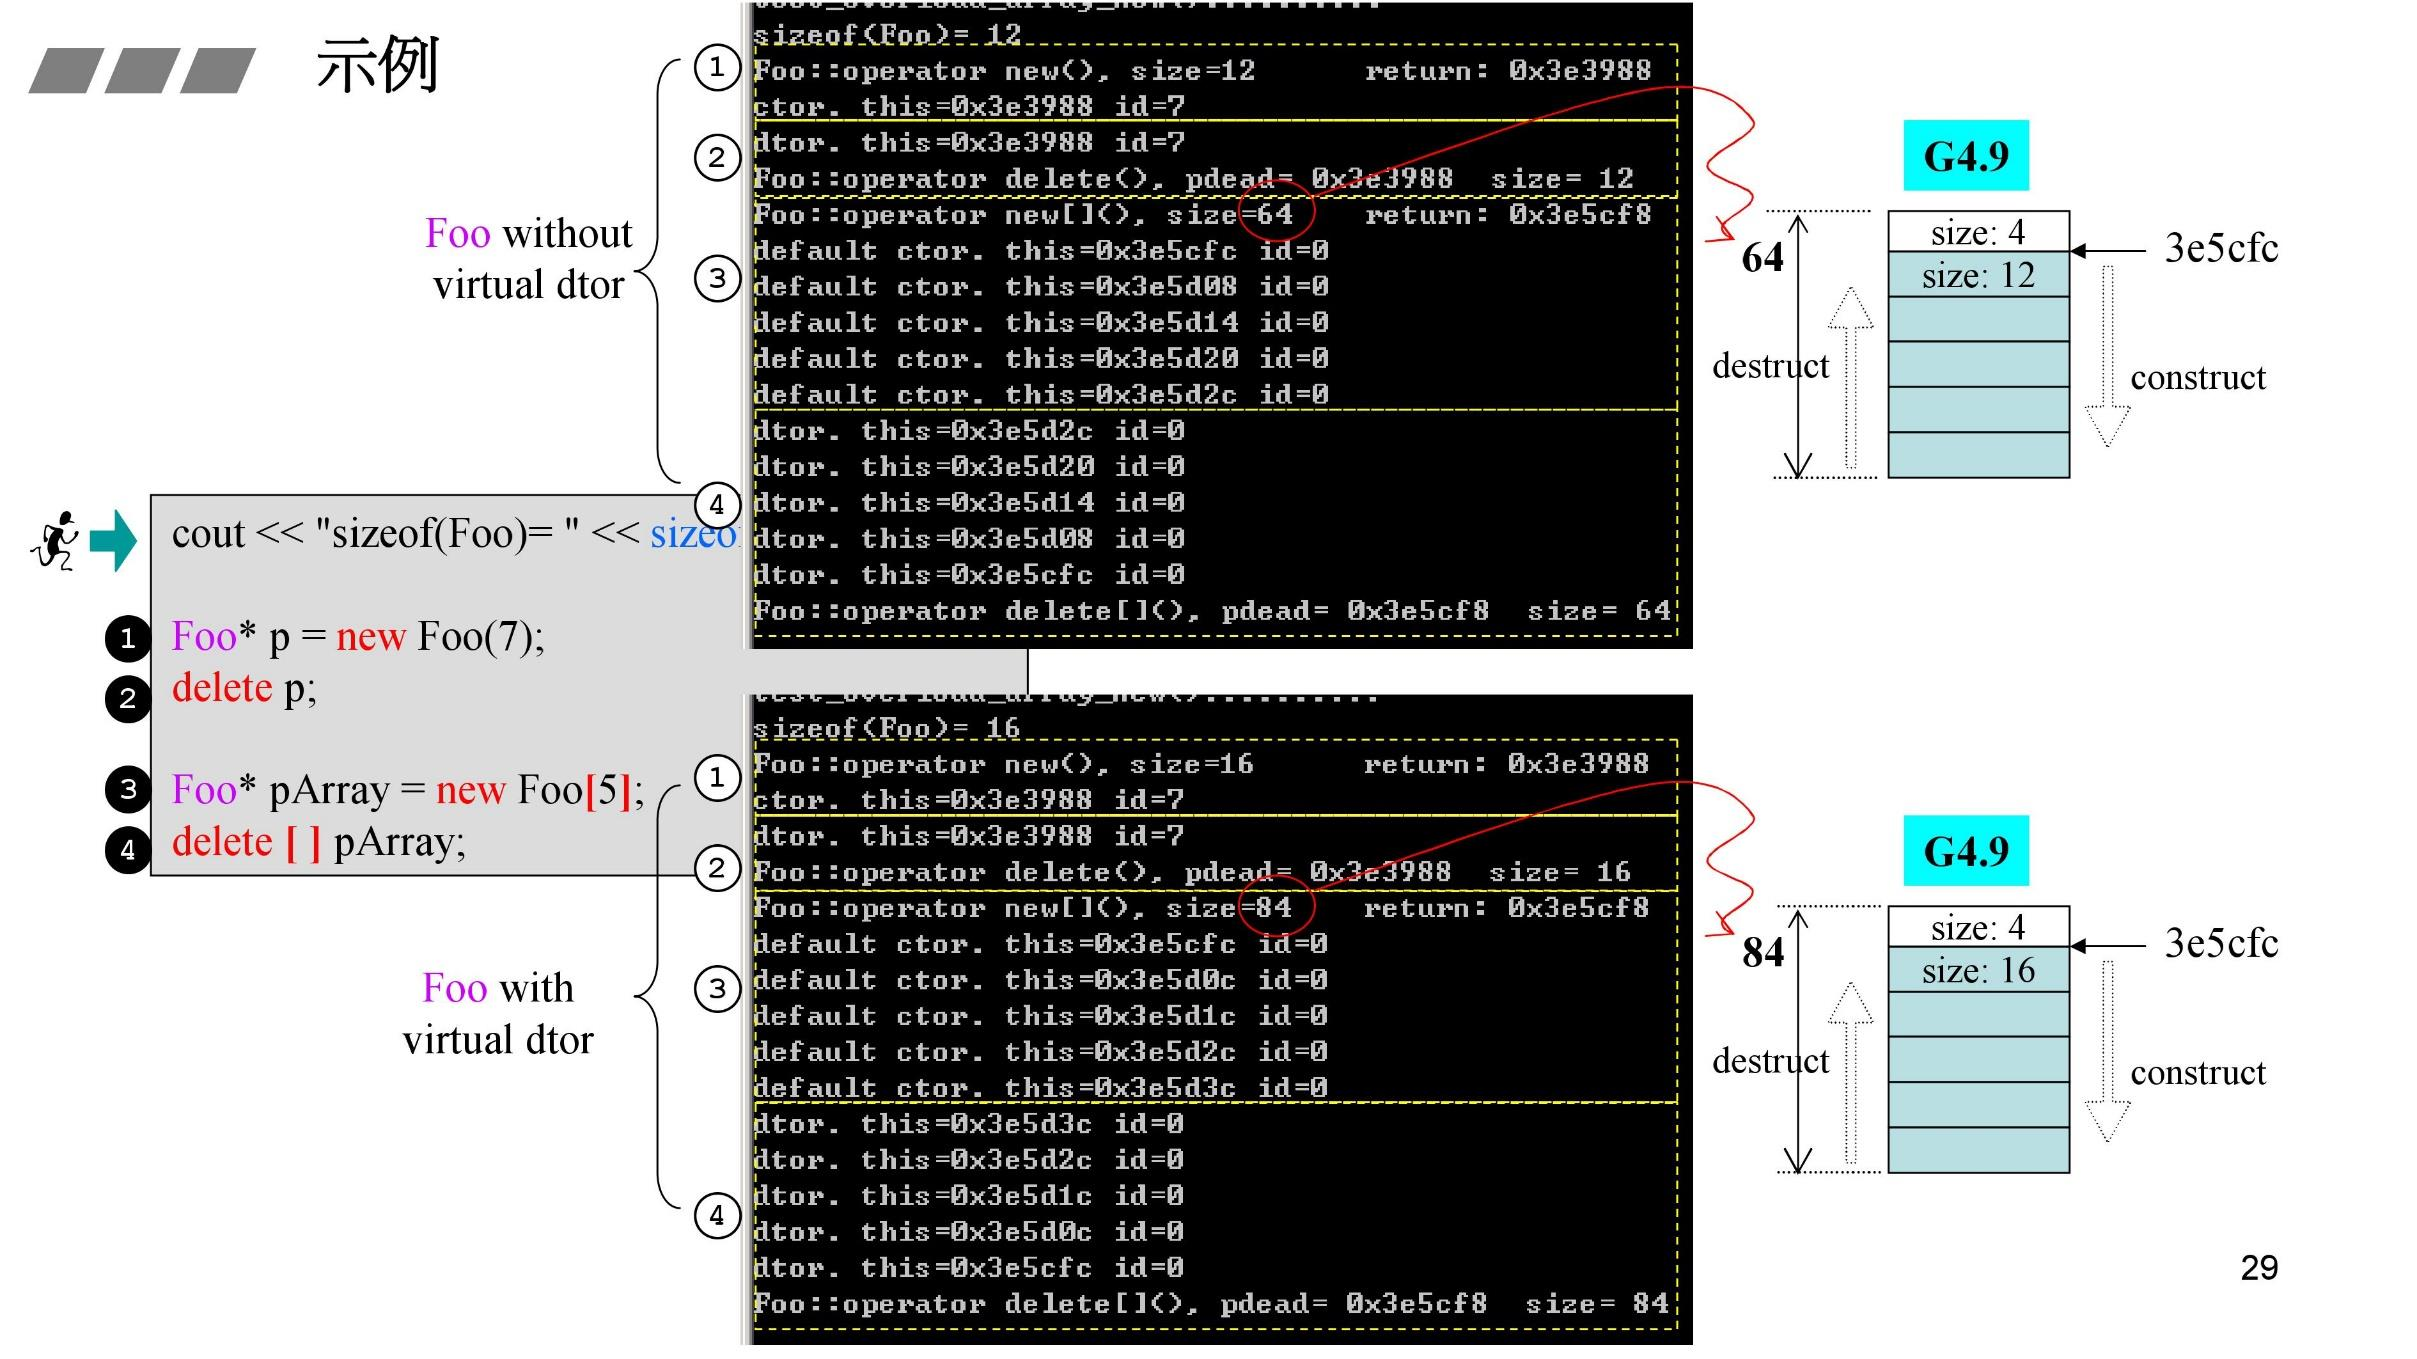 示例
Foo without
virtual dtor
cout << "sizeof(Foo)= " << sizeo
1 Foo* p = new Foo(7);
2 delete p;
3 Foo* pArray = new Foo[5];
4 delete [ ] pArray;
Foo with
virtual dtor
sizeof(Foo)= 12
1
Foo::operator new(), size=12 return: 0x3e3988
ctor. this=0x3e3988 id=7
2
dtor. this=0x3e3988 id=7
Foo::operator delete(), pdead= 0x3e3988 size= 12
3
Foo::operator new[](), size=64 return: 0x3e5cf8
default ctor. this=0x3e5cfc id=0
default ctor. this=0x3e5d08 id=0
default ctor. this=0x3e5d14 id=0
default ctor. this=0x3e5d20 id=0
default ctor. this=0x3e5d2c id=0
4
dtor. this=0x3e5d2c id=0
dtor. this=0x3e5d20 id=0
dtor. this=0x3e5d14 id=0
dtor. this=0x3e5d08 id=0
dtor. this=0x3e5cfc id=0
Foo::operator delete[](), pdead= 0x3e5cf8 size= 64
G4.9
64
size: 4
3e5cfc
size: 12
destruct
construct
test_overload_array_new()..........
sizeof(Foo)= 16
1
Foo::operator new(), size=16 return: 0x3e3988
ctor. this=0x3e3988 id=7
2
dtor. this=0x3e3988 id=7
Foo::operator delete(), pdead= 0x3e3988 size= 16
3
Foo::operator new[](), size=84 return: 0x3e5cf8
default ctor. this=0x3e5cfc id=0
default ctor. this=0x3e5d0c id=0
default ctor. this=0x3e5d1c id=0
default ctor. this=0x3e5d2c id=0
default ctor. this=0x3e5d3c id=0
4
dtor. this=0x3e5d3c id=0
dtor. this=0x3e5d2c id=0
dtor. this=0x3e5d1c id=0
dtor. this=0x3e5d0c id=0
dtor. this=0x3e5cfc id=0
Foo::operator delete[](), pdead= 0x3e5cf8 size= 84
G4.9
84
size: 4
3e5cfc
size: 16
destruct
construct
29